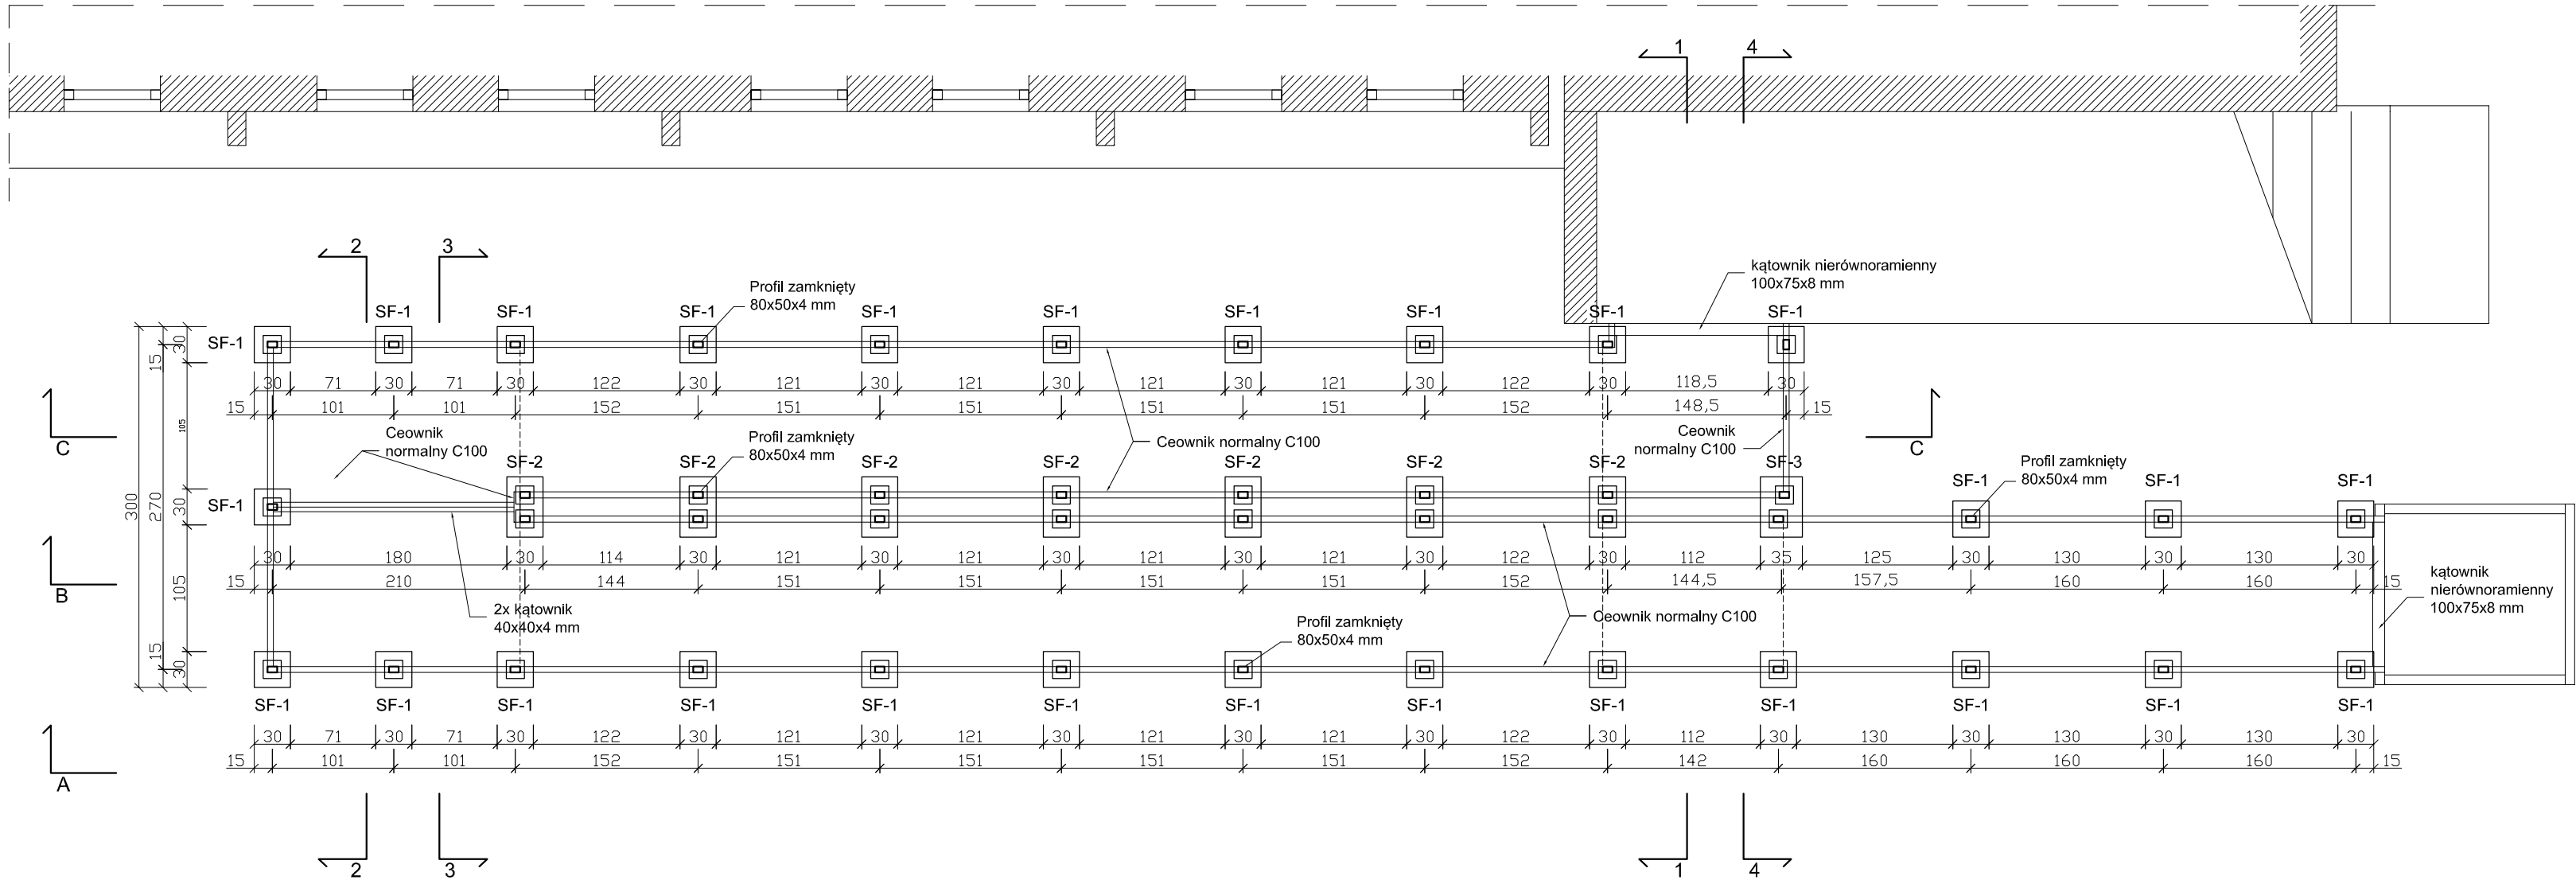 1 4
2 3
kątownik nierównoramienny
100x75x8 mm
Profil zamknięty
80x50x4 mm
SF-1 SF-1 SF-1 SF-1 SF-1 SF-1 SF-1 SF-1 SF-1
SF-1
30 71 30 71 30 122 30 121 30 121 30 121 30 121 30 122 30 118,5 30
15 101 101 152 151 151 151 151 152 148,5 15
C
C
Ceownik
normalny C100
Profil zamknięty
80x50x4 mm
Ceownik normalny C100
Ceownik
normalny C100
Profil zamknięty
80x50x4 mm
SF-2 SF-2 SF-2 SF-2 SF-2 SF-2 SF-2 SF-3
SF-1 SF-1 SF-1
SF-1
300
15 270 15
30 105 30 105 30
30 180 30 114 30 121 30 121 30 121 30 121 30 122 30 112 35 125 30 130 30 130 30
15 210 144 151 151 151 151 152 144,5 157,5 160 160 15
B
2x kątownik
40x40x4 mm
Profil zamknięty
80x50x4 mm
Ceownik normalny C100
kątownik
nierównoramienny
100x75x8 mm
SF-1 SF-1 SF-1 SF-1 SF-1 SF-1 SF-1 SF-1 SF-1 SF-1 SF-1 SF-1 SF-1
30 71 30 71 30 122 30 121 30 121 30 121 30 121 30 122 30 112 30 130 30 130 30 130 30
15 101 101 152 151 151 151 151 152 142 160 160 160 15
A
2 3 1 4